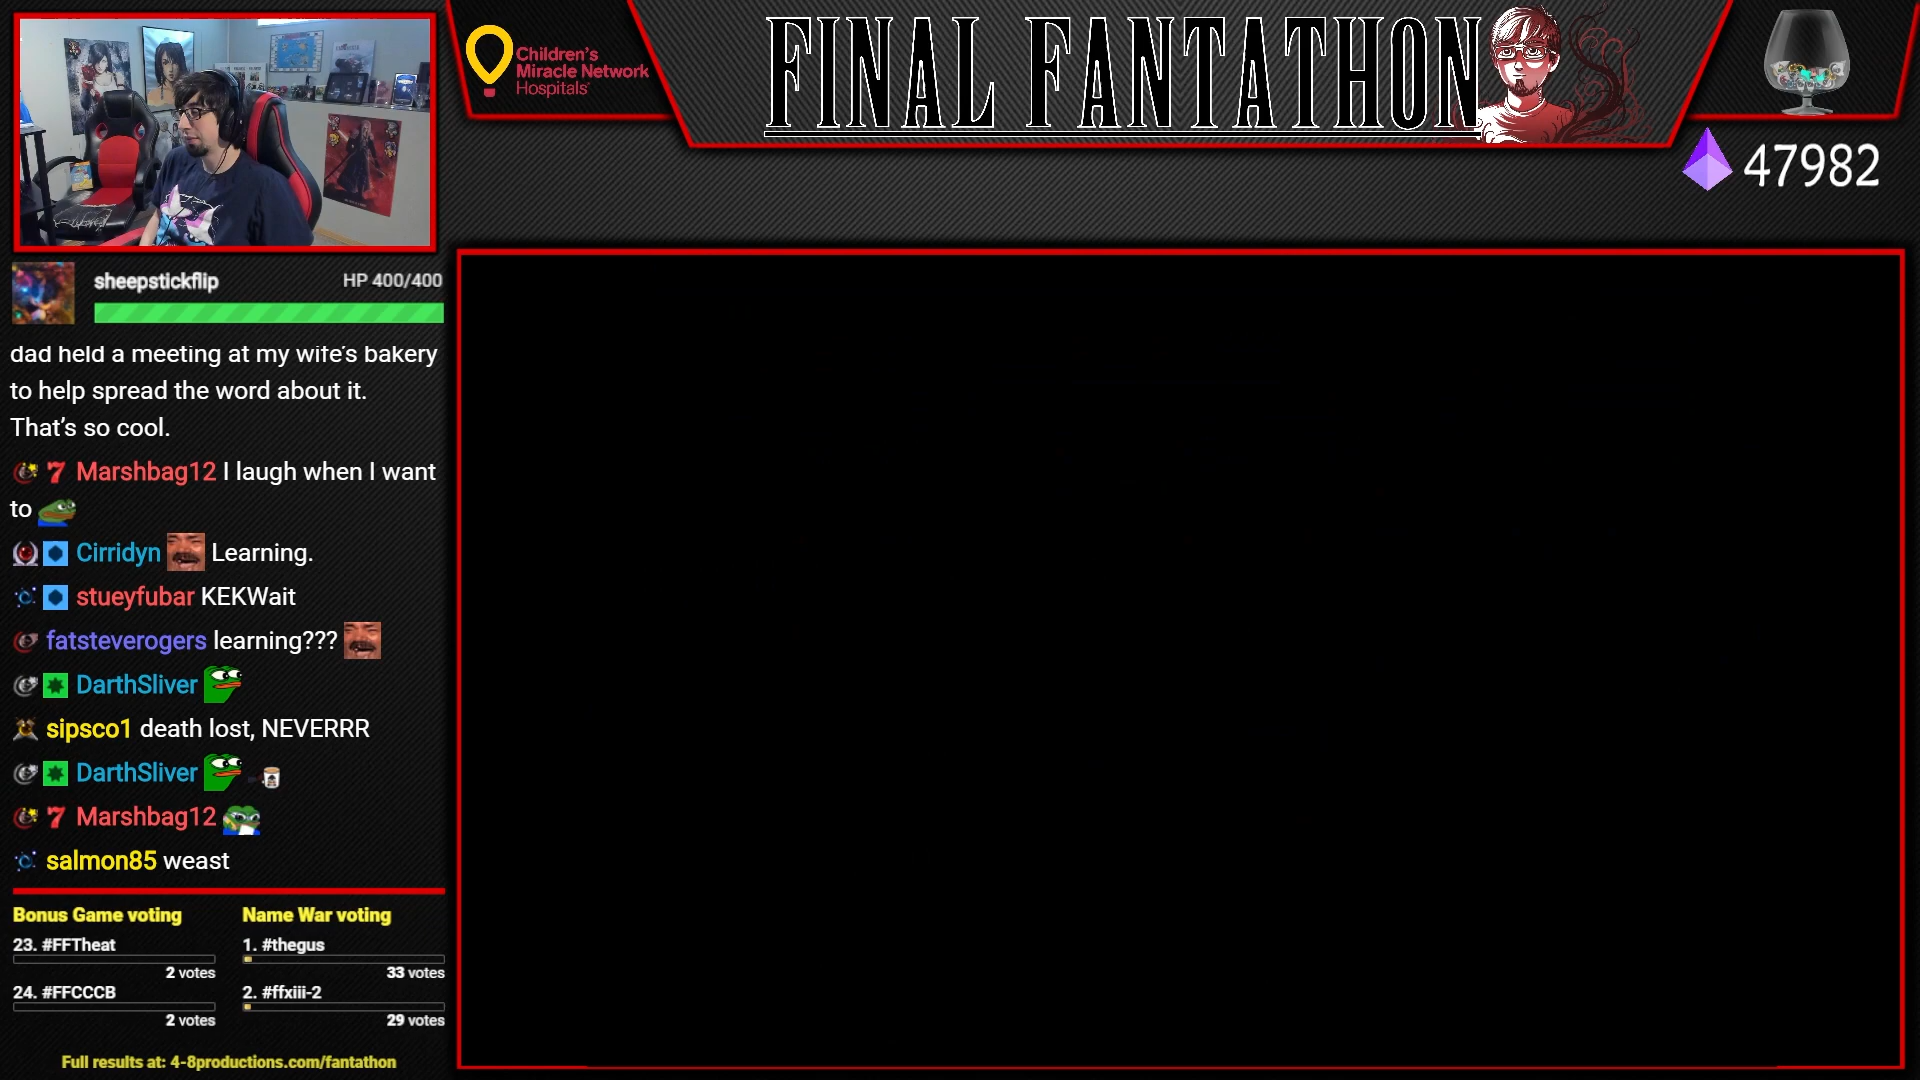 Children's
Miracle Network
Hospitals
FINAL FANTATHON
47982
sheepstickflip
HP 400/400
dad held a meeting at my wife's bakery
to help spread the word about it.
That's so cool.
7 Marshbag12 I laugh when I want
to
Cirridyn Learning.
stueyfubar KEKWait
fatsteverogers learning???
DarthSliver
sipsco1 death lost, NEVERRR
DarthSliver
7 Marshbag12
salmon85 weast
Bonus Game voting
23. #FFTheat
2 votes
24. #FFCCCB
2 votes
Name War voting
1. #thegus
33 votes
2. #ffxiii-2
29 votes
Full results at: 4-8productions.com/fantathon